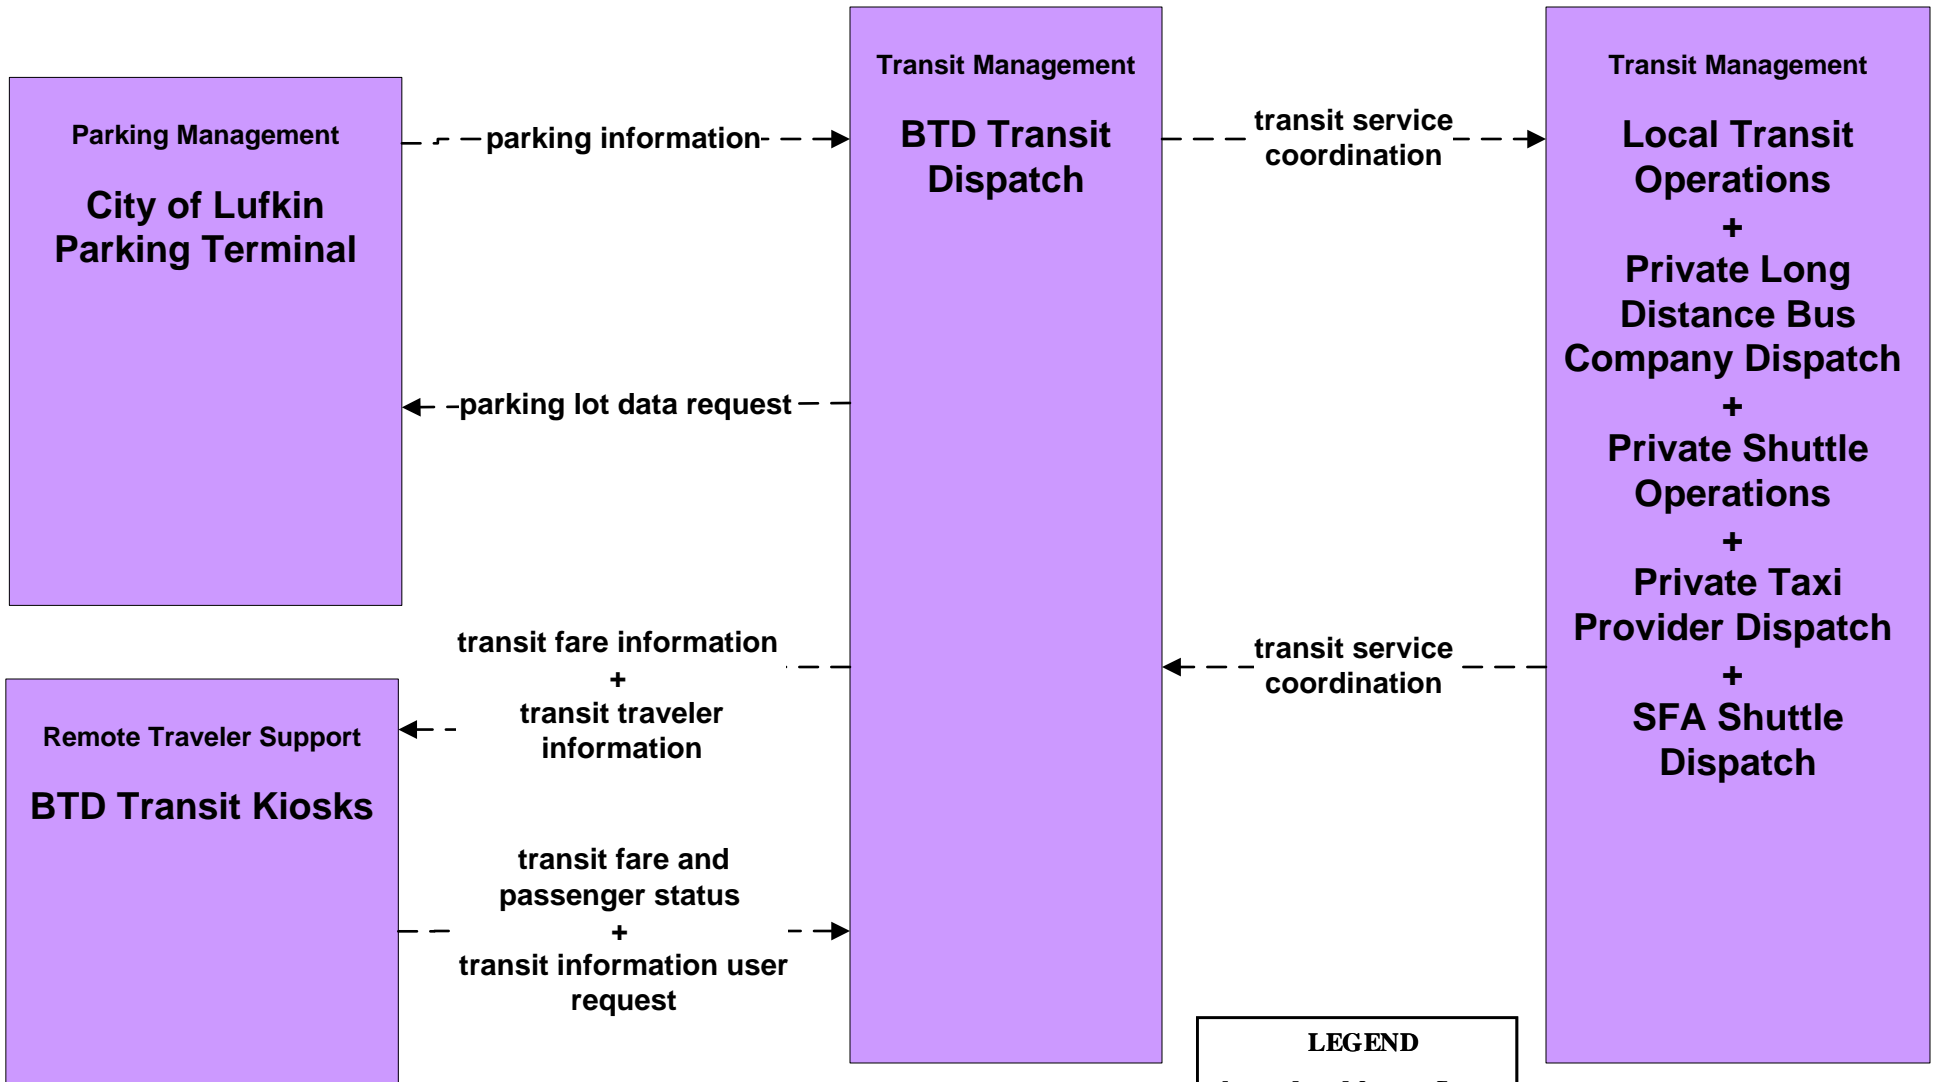 Parking Management
City of Lufkin
Parking Terminal
parking information
parking lot data request
Remote Traveler Support
BTD Transit Kiosks
transit fare information
+
transit traveler
information
transit fare and
passenger status
+
transit information user
request
Transit Management
BTD Transit
Dispatch
transit service
coordination
transit service
coordination
Transit Management
Local Transit
Operations
+
Private Long
Distance Bus
Company Dispatch
+
Private Shuttle
Operations
+
Private Taxi
Provider Dispatch
+
SFA Shuttle
Dispatch
LEGEND